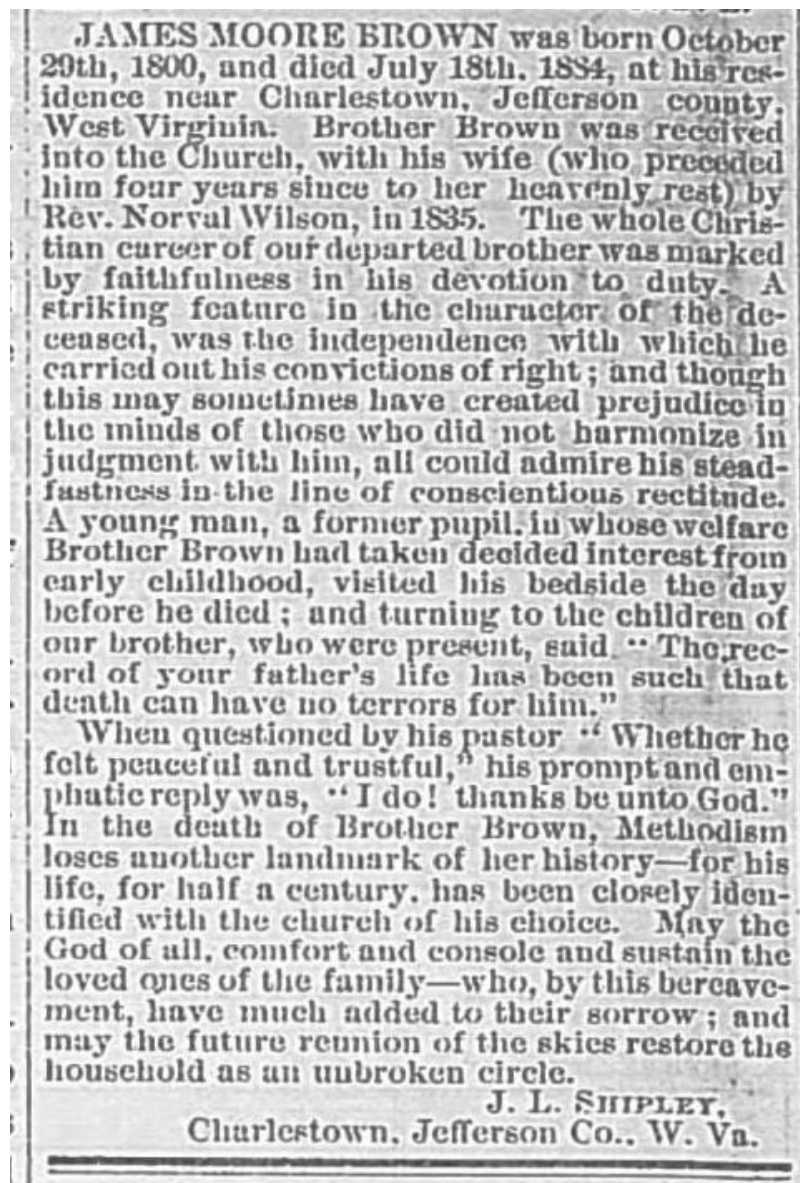 JAMES MOORE BROWN was born October
29th, 1800, and died July 18th. 1884, at his res-
idence near Charlestown, Jefferson county,
West Virginia. Brother Brown was received
into the Church, with his wife (who preceded
him four years since to her heavenly rest) by
Rev. Norval Wilson, in 1835. The whole Chris-
tian career of our departed brother was marked
by faithfulness in his devotion to duty. A
striking feature in the character of the de-
ceased, was the independence with which he
carried out his convictions of right; and though
this may sometimes have created prejudice in
the minds of those who did not harmonize in
judgment with him, all could admire his stead-
fastness in the line of conscientious rectitude.
A young man, a former pupil, in whose welfare
Brother Brown had taken decided interest from
early childhood, visited his bedside the day
before he died; and turning to the children of
our brother, who were present, said "The rec-
ord of your father's life has been such that
death can have no terrors for him."
When questioned by his pastor "Whether he
felt peaceful and trustful," his prompt and em-
phatic reply was, "I do! thanks be unto God."
In the death of Brother Brown, Methodism
loses another landmark of her history—for his
life, for half a century, has been closely iden-
tified with the church of his choice. May the
God of all, comfort and console and sustain the
loved ones of the family—who, by this bereave-
ment, have much added to their sorrow; and
may the future reunion of the skies restore the
household as an unbroken circle.
J. L. SHIPLEY,
Charlestown, Jefferson Co., W. Va.